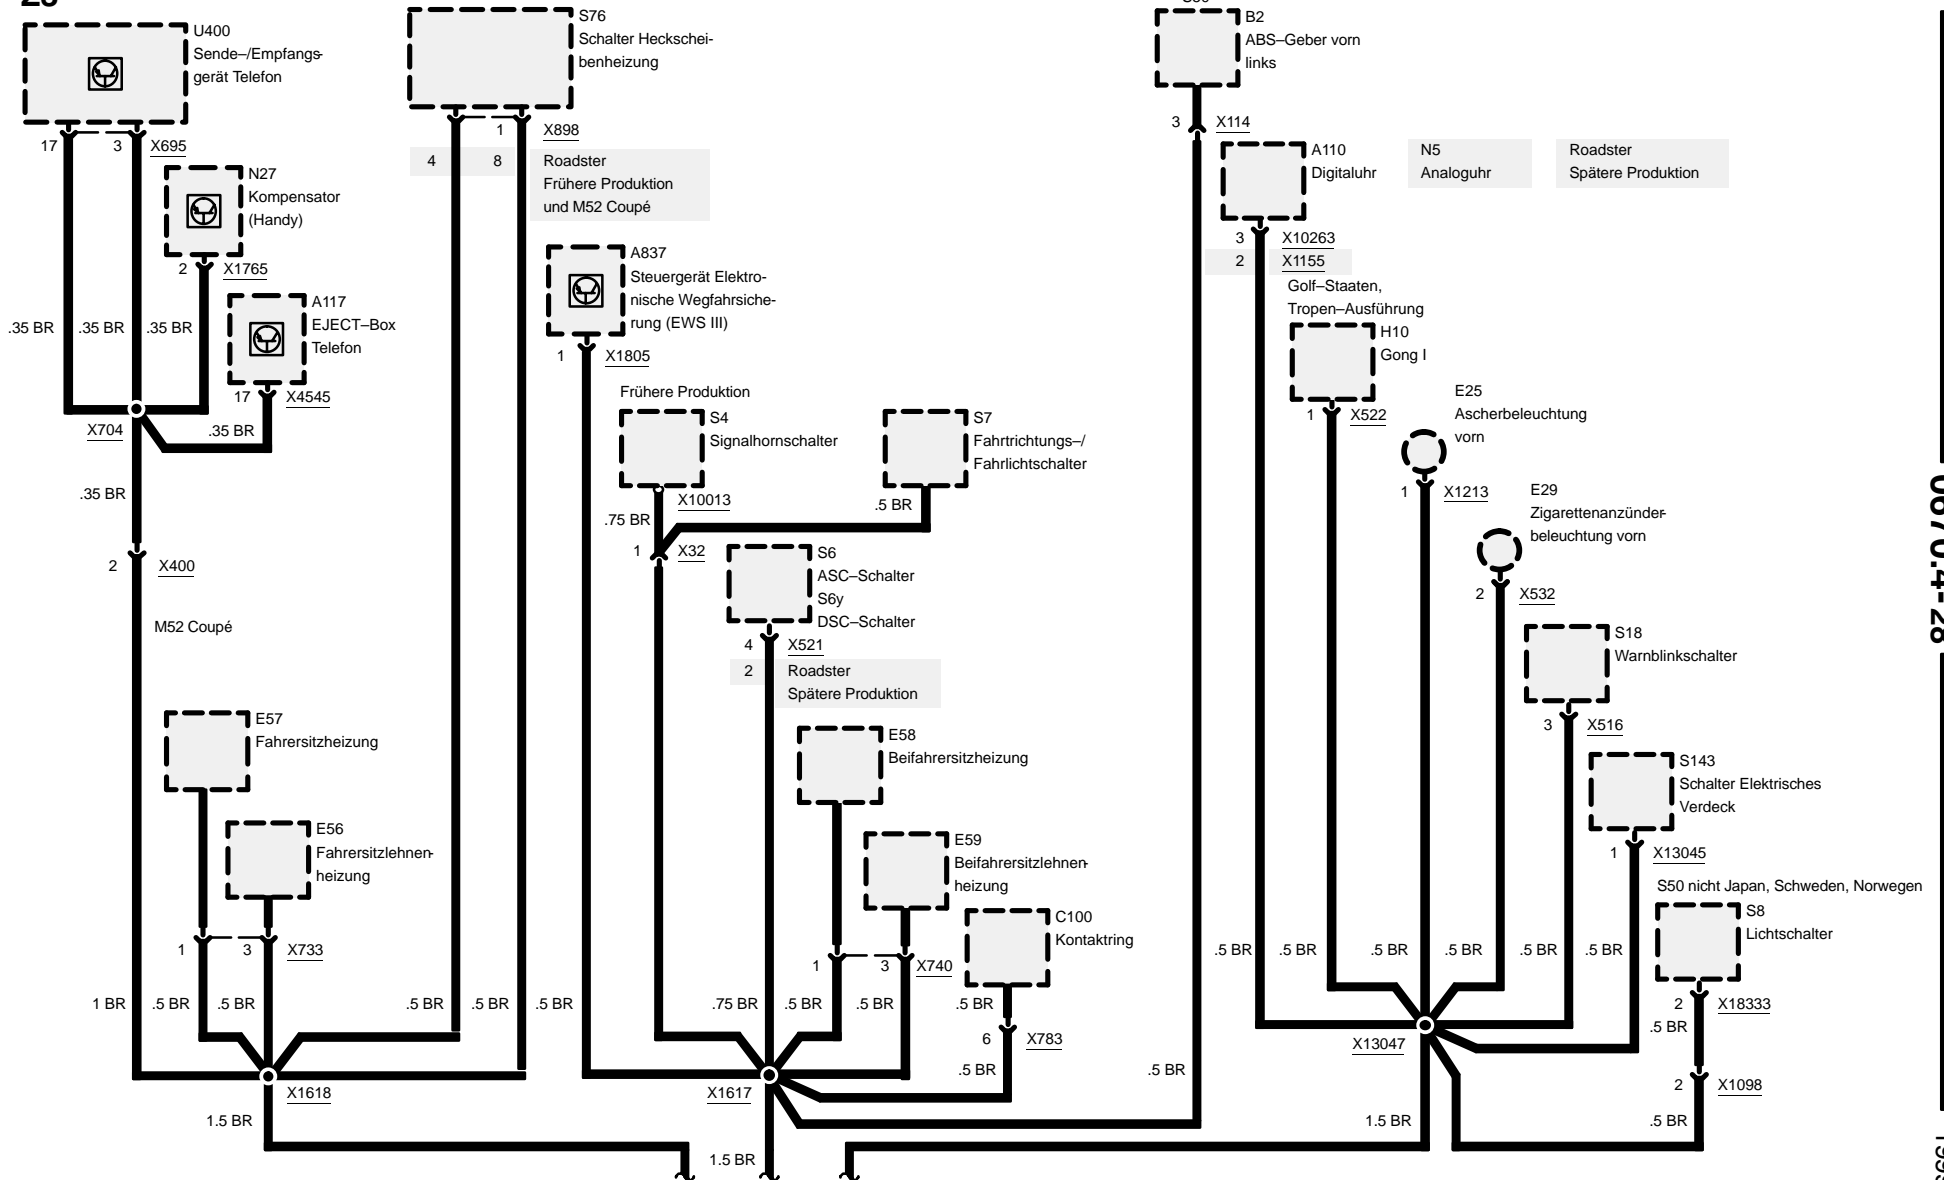 U400
Sende–/Empfangs-
gerät Telefon
17
3
X695
N27
Kompensator
(Handy)
2
X1765
A117
EJECT–Box
Telefon
17
X4545
.35 BR
.35 BR
.35 BR
X704
.35 BR
.35 BR
2
X400
M52 Coupé
E57
Fahrersitzheizung
E56
Fahrersitzlehnen-
heizung
1
3
X733
1 BR
.5 BR
.5 BR
X1618
1.5 BR
S76
Schalter Heckschei-
benheizung
1
X898
4
8
Roadster
Frühere Produktion
und M52 Coupé
.5 BR
.5 BR
A837
Steuergerät Elektro-
nische Wegfahrsiche-
rung (EWS III)
1
X1805
.5 BR
Frühere Produktion
S4
Signalhornschalter
X10013
.75 BR
S7
Fahrtrichtungs–/
Fahrlichtschalter
.5 BR
1
X32
S6
ASC–Schalter
S6y
DSC–Schalter
4
X521
2
Roadster
Spätere Produktion
E58
Beifahrersitzheizung
E59
Beifahrersitzlehnen-
heizung
1
3
X740
C100
Kontaktring
.75 BR
.5 BR
.5 BR
.5 BR
6
X783
.5 BR
X1617
1.5 BR
B2
ABS–Geber vorn
links
3
X114
.5 BR
A110
Digitaluhr
N5
Analoguhr
Roadster
Spätere Produktion
3
X10263
2
X1155
Golf–Staaten,
Tropen–Ausführung
H10
Gong I
1
X522
E25
Ascherbeleuchtung
vorn
1
X1213
E29
Zigarettenanzünder-
beleuchtung vorn
2
X532
S18
Warnblinkschalter
3
X516
S143
Schalter Elektrisches
Verdeck
1
X13045
S50 nicht Japan, Schweden, Norwegen
S8
Lichtschalter
.5 BR
.5 BR
.5 BR
.5 BR
.5 BR
.5 BR
2
X18333
.5 BR
X13047
2
X1098
1.5 BR
.5 BR